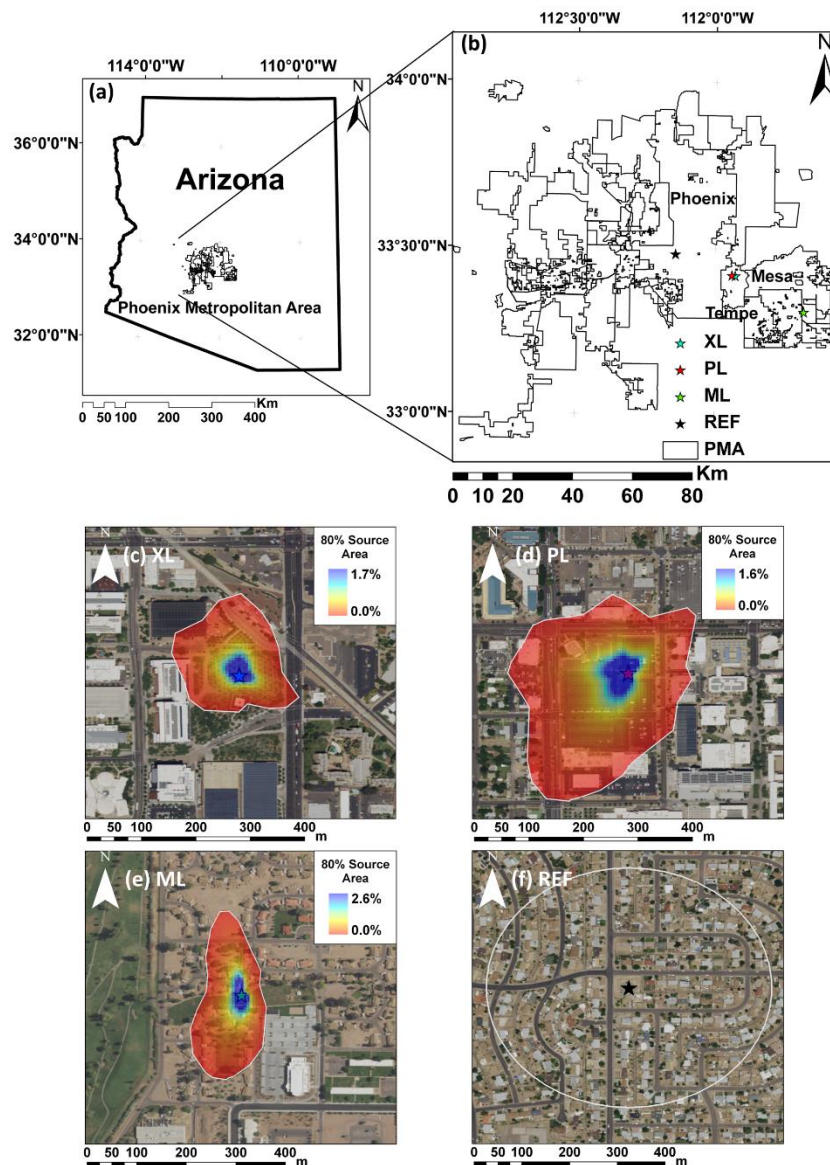 114°0'0"W
110°0'0"W
(a)
N
36°0'0"N
34°0'0"N
32°0'0"N
Arizona
Phoenix Metropolitan Area
Km
0 50 100 200 300 400
112°30'0"W
112°0'0"W
(b)
N
34°0'0"N
33°30'0"N
33°0'0"N
Phoenix
Mesa
Tempe
XL
PL
ML
REF
PMA
Km
0 10 20 40 60 80
N
(c) XL
80% Source
Area
1.7%
0.0%
0 50 100 200 300 400
m
N
(d) PL
80% Source
Area
1.6%
0.0%
0 50 100 200 300 400
m
N
(e) ML
80% Source
Area
2.6%
0.0%
0 50 100 200 300 400
m
N
(f) REF
0 50 100 200 300 400
m